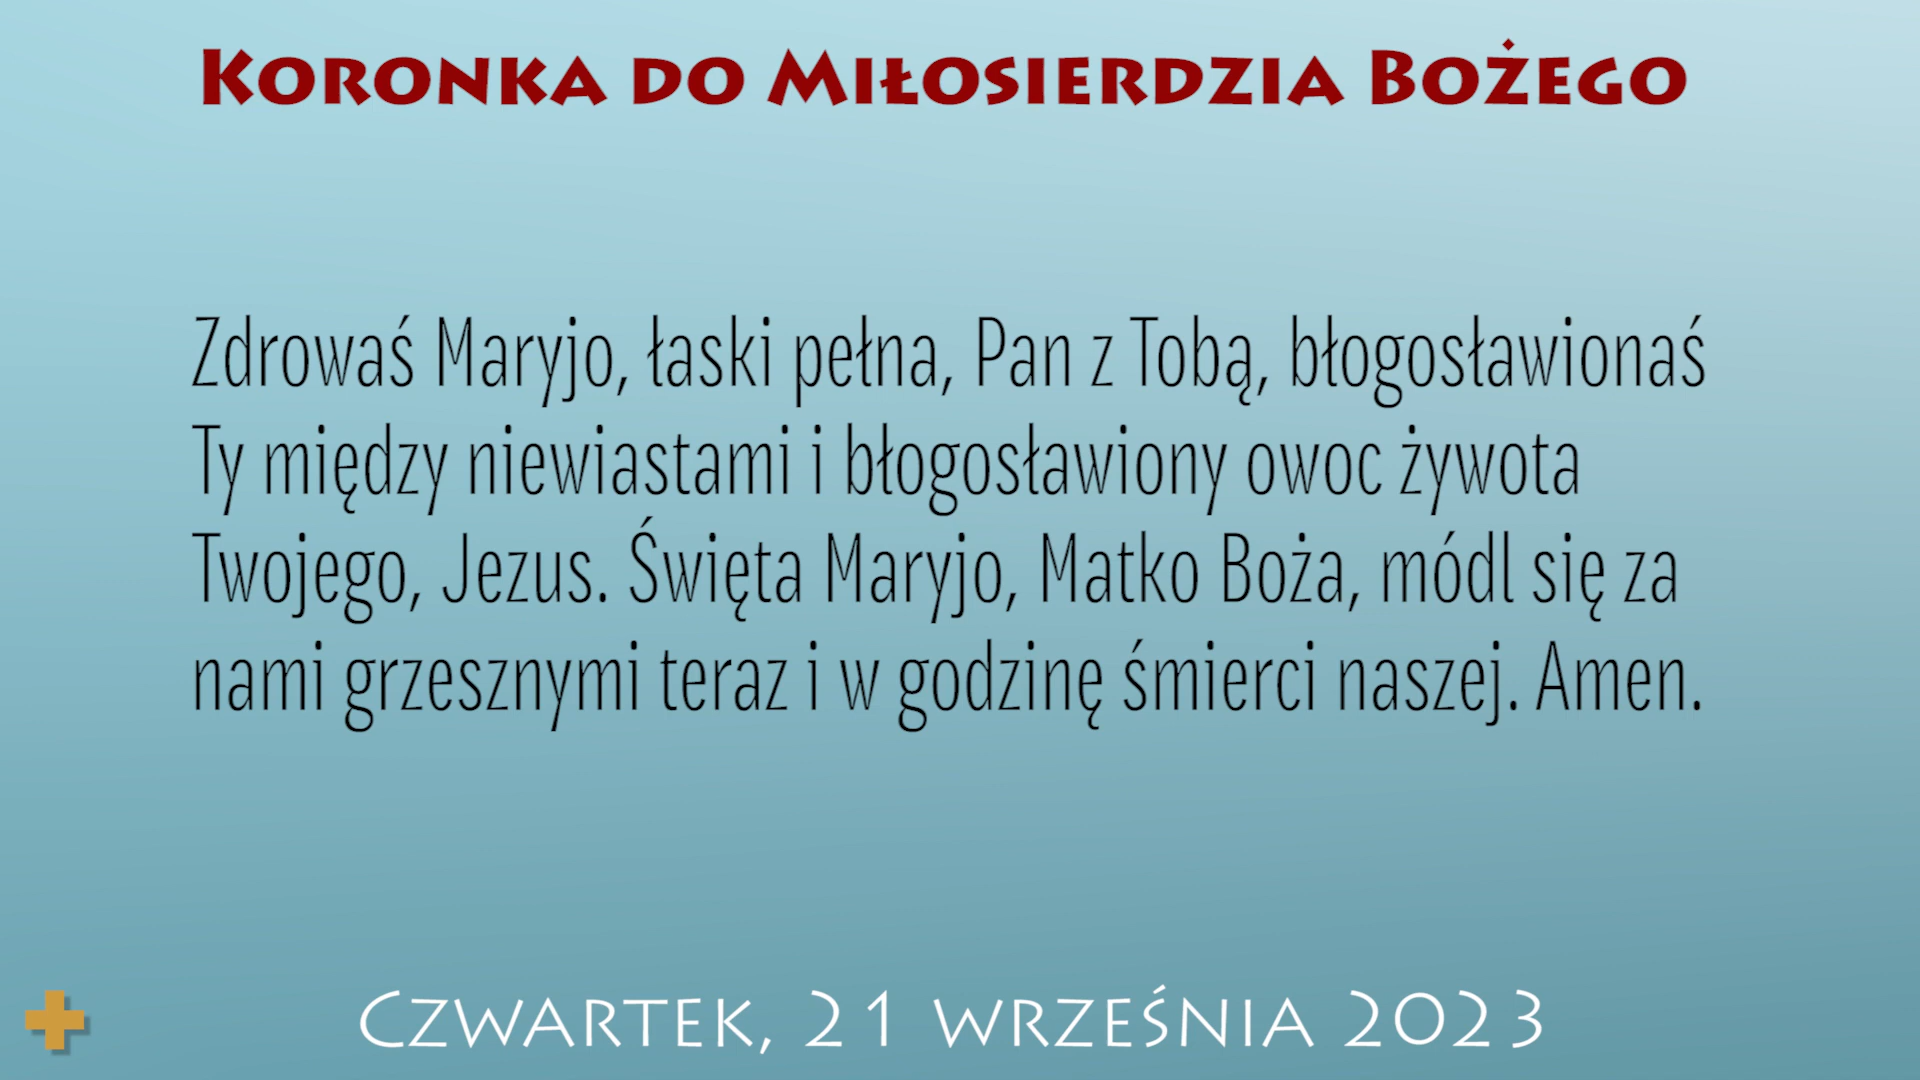 Koronka do Miłosierdzia Bożego
Zdrowaś Maryjo, łaski pełna, Pan z Tobą, błogosławionaś
Ty między niewiastami i błogosławiony owoc żywota
Twojego, Jezus. Święta Maryjo, Matko Boża, módl się za
nami grzesznymi teraz i w godzinę śmierci naszej. Amen.
Czwartek, 21 września 2023